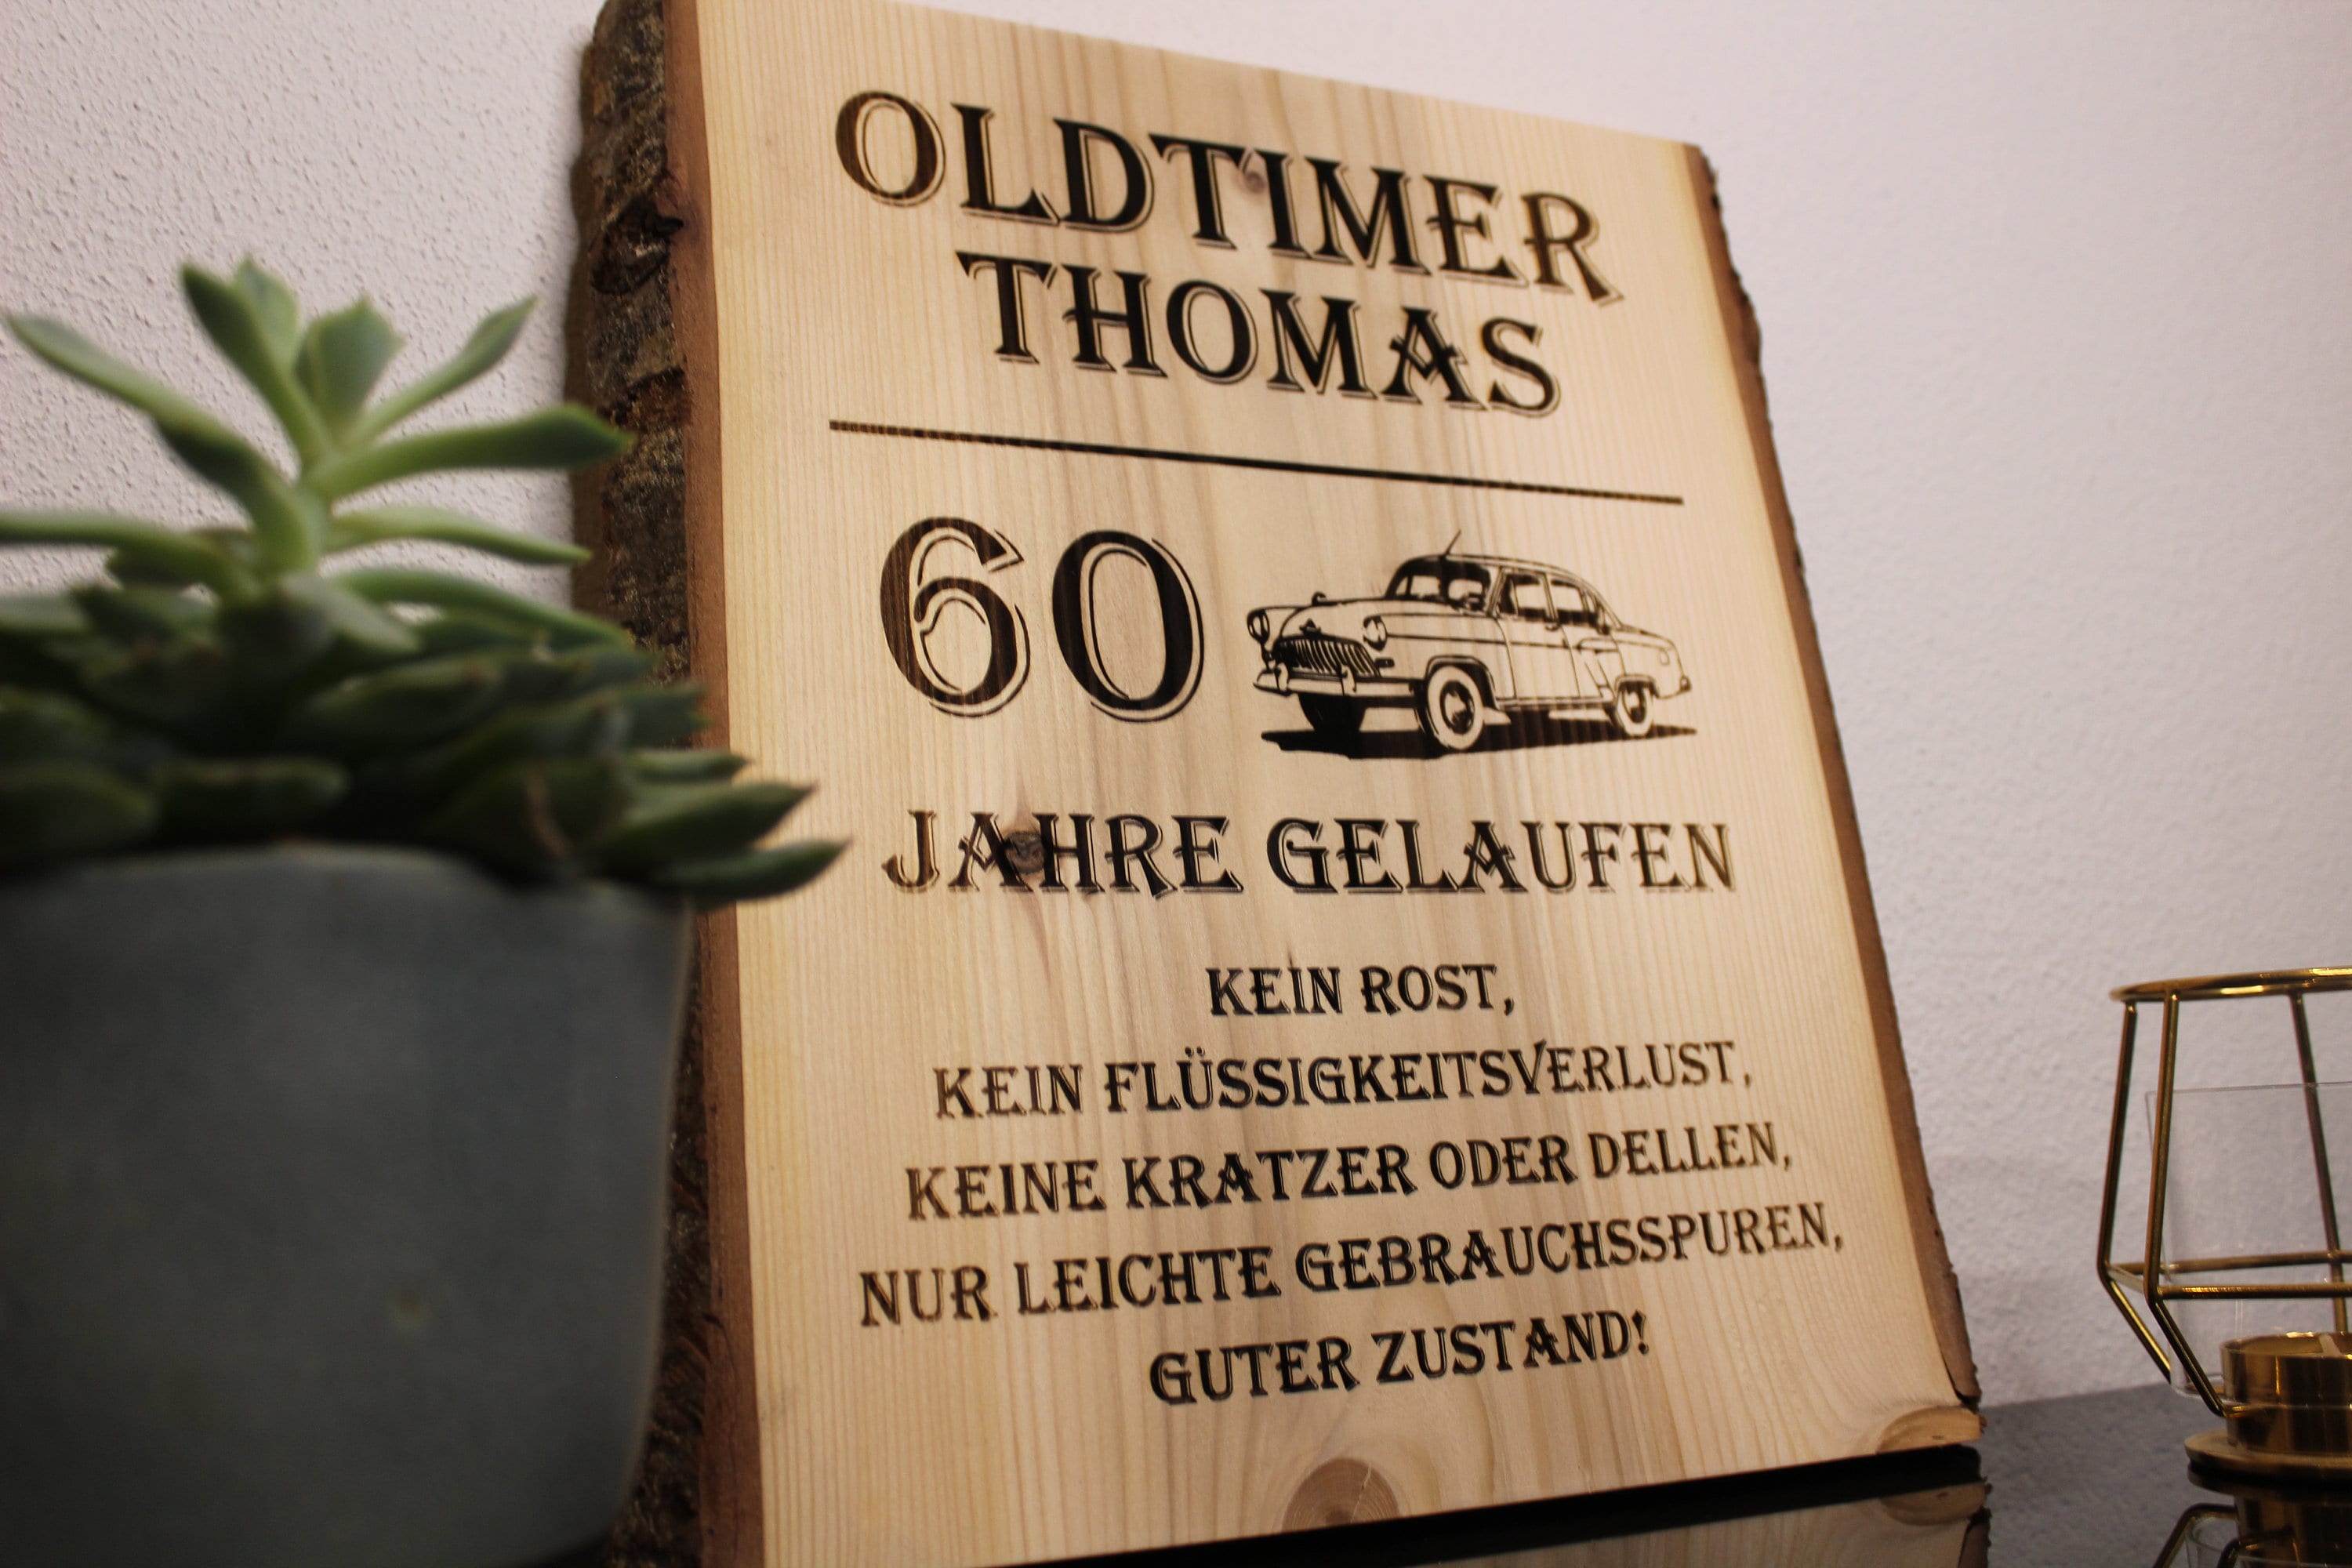 OLDTIMER
THOMAS
60
JAHRE GELAUFEN
KEIN ROST,
KEIN FLÜSSIGKEITSVERLUST,
KEINE KRATZER ODER DELLEN,
NUR LEICHTE GEBRAUCHSSPUREN,
GUTER ZUSTAND!